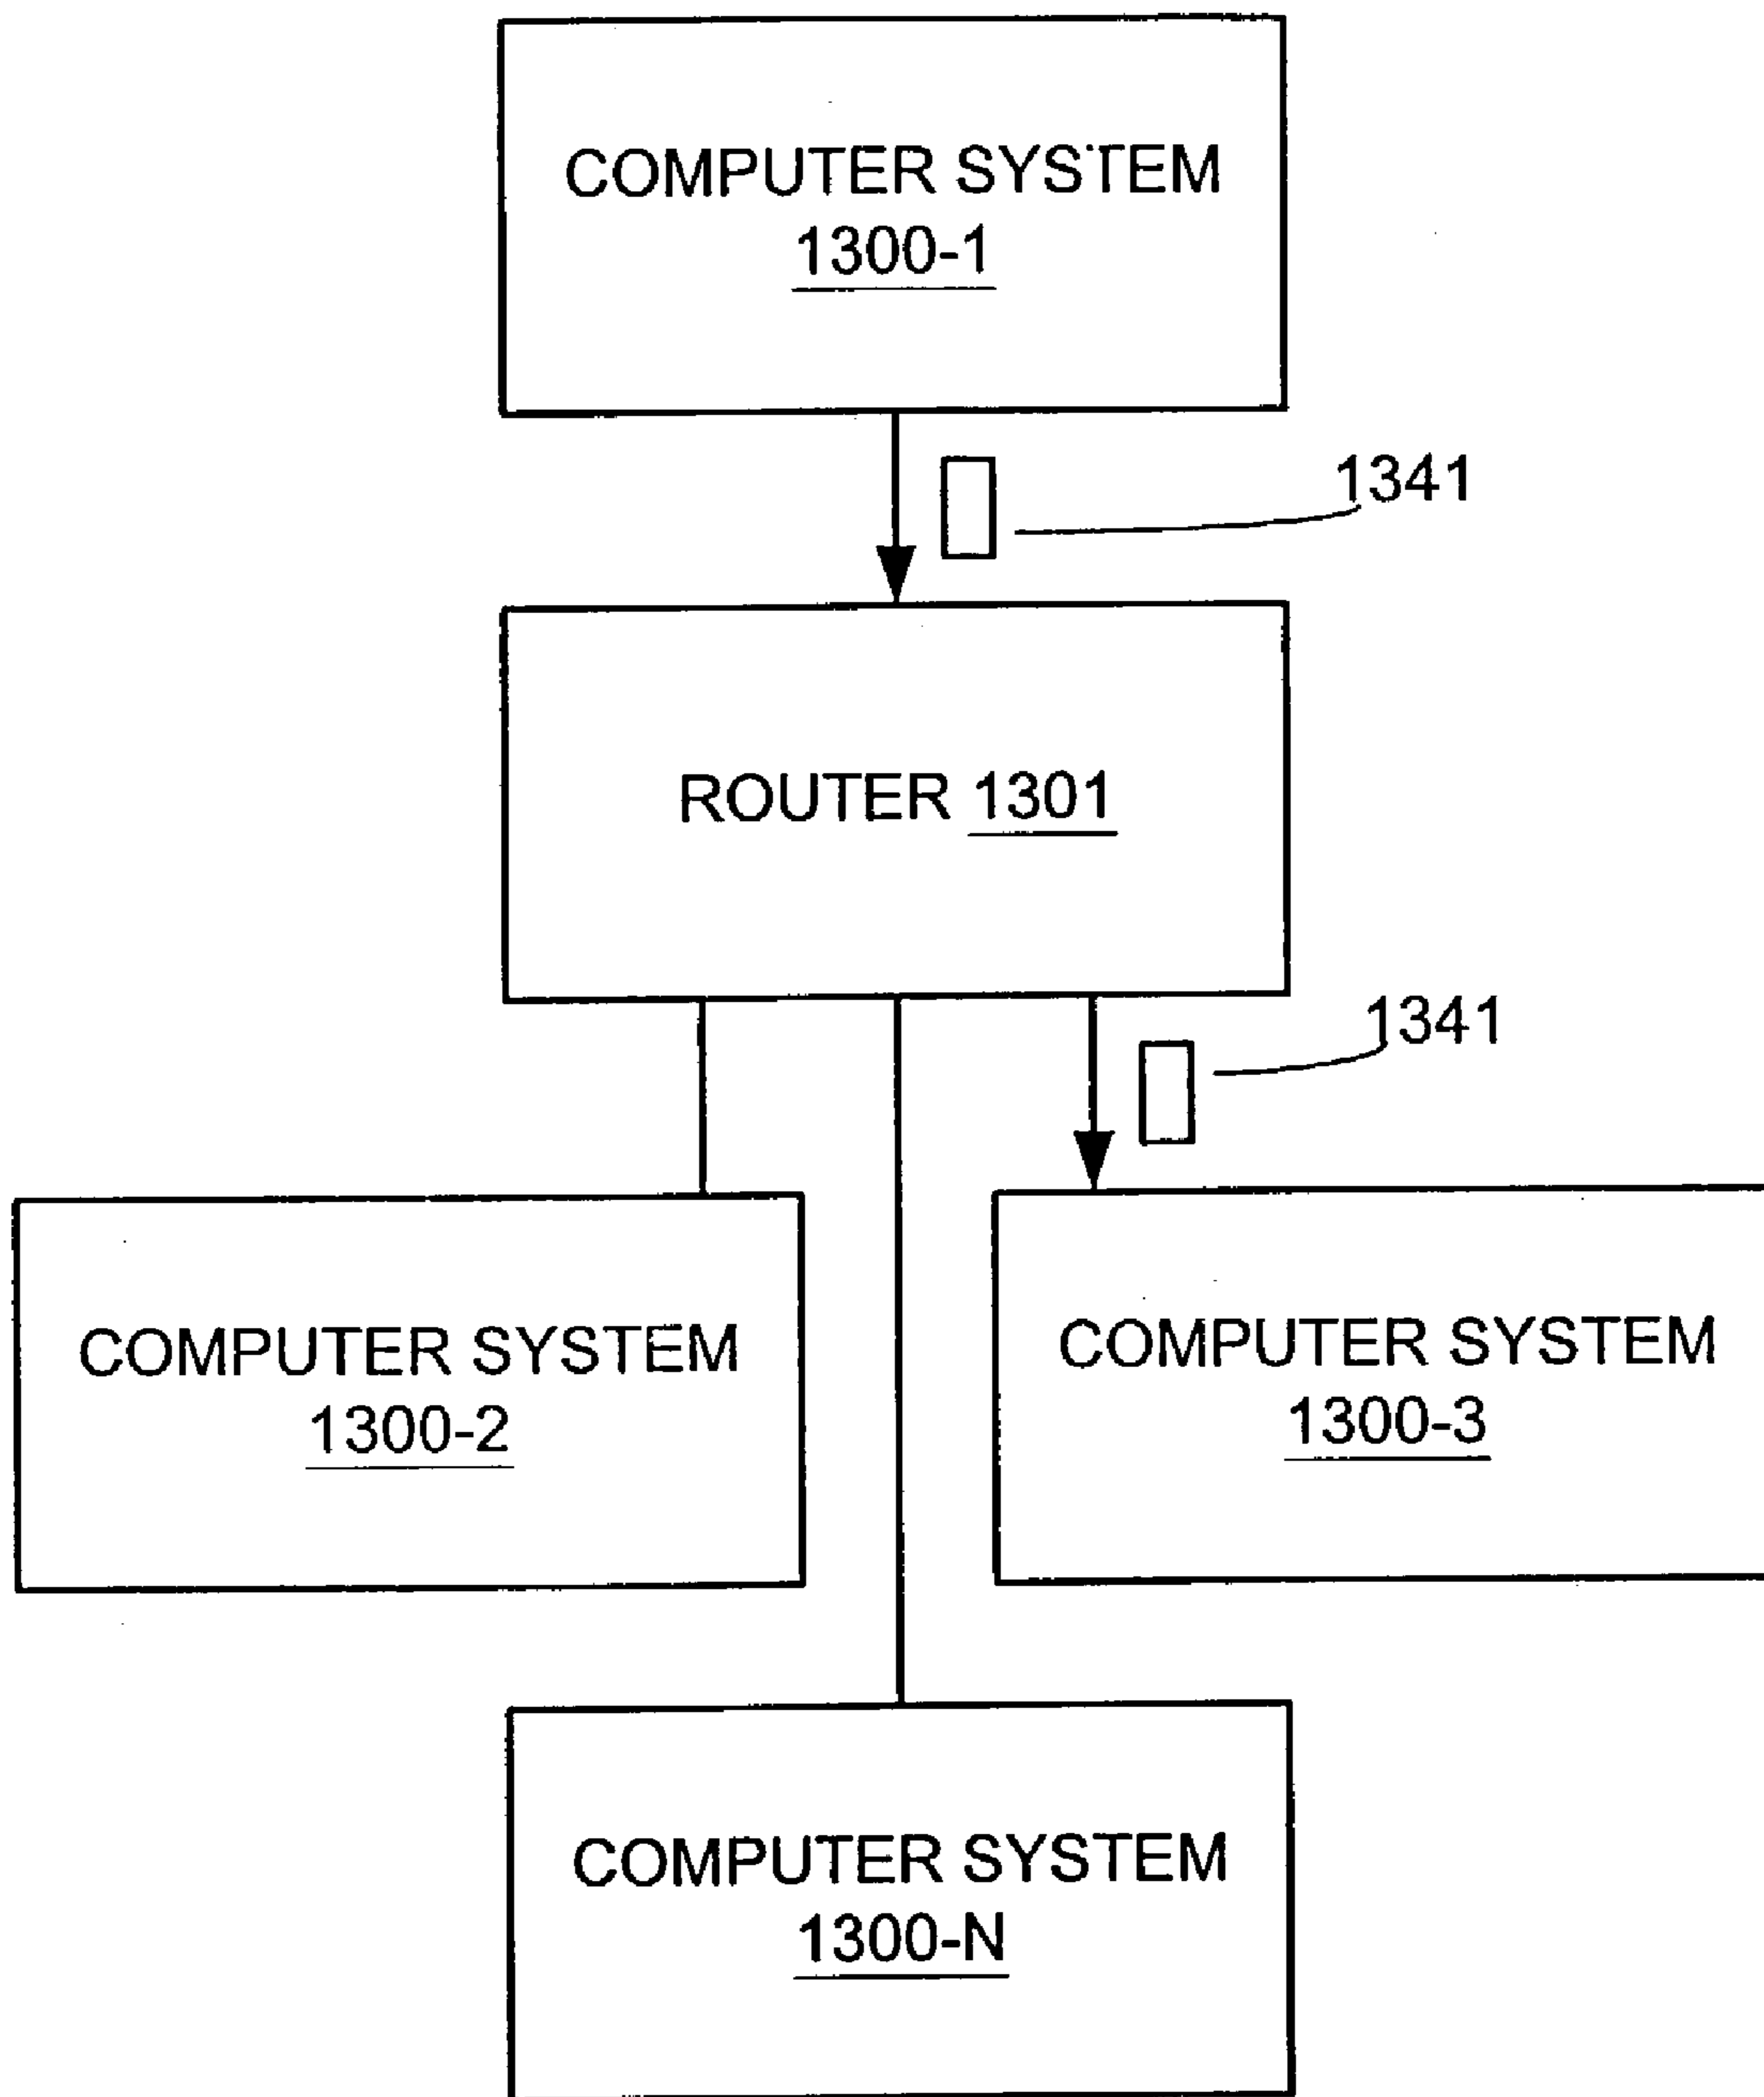 COMPUTER SYSTEM
1300-1
1341
ROUTER 1301
1341
COMPUTER SYSTEM
1300-2
COMPUTER SYSTEM
1300-3
COMPUTER SYSTEM
1300-N